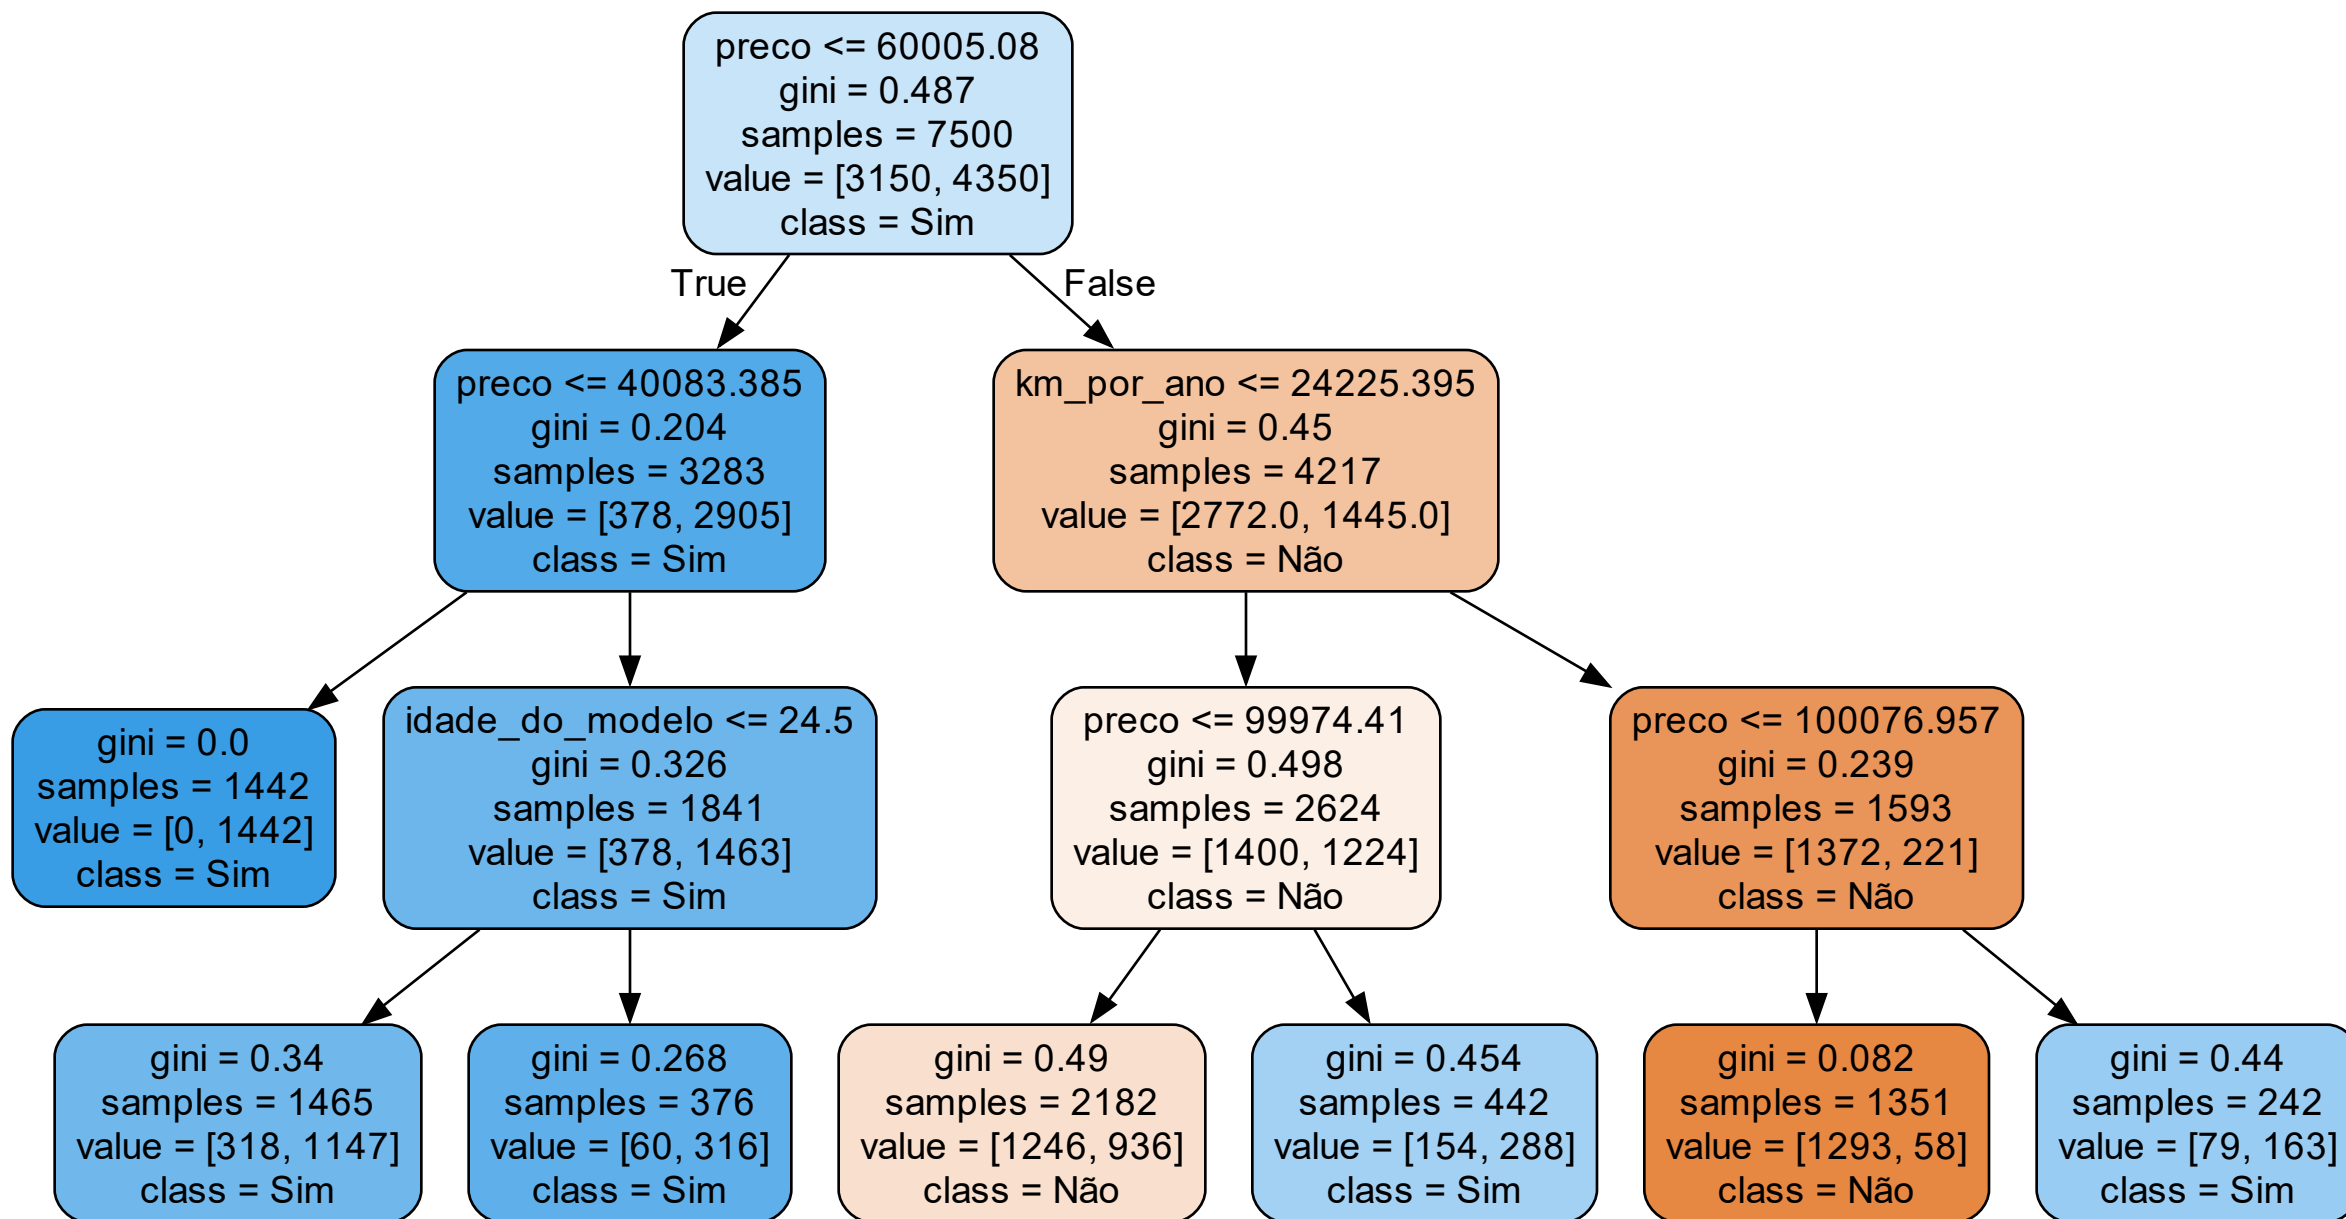 preco <= 60005.08
gini = 0.487
samples = 7500
value = [3150, 4350]
class = Sim
True
False
preco <= 40083.385
gini = 0.204
samples = 3283
value = [378, 2905]
class = Sim
km_por_ano <= 24225.395
gini = 0.45
samples = 4217
value = [2772.0, 1445.0]
class = Não
gini = 0.0
samples = 1442
value = [0, 1442]
class = Sim
idade_do_modelo <= 24.5
gini = 0.326
samples = 1841
value = [378, 1463]
class = Sim
preco <= 99974.41
gini = 0.498
samples = 2624
value = [1400, 1224]
class = Não
preco <= 100076.957
gini = 0.239
samples = 1593
value = [1372, 221]
class = Não
gini = 0.34
samples = 1465
value = [318, 1147]
class = Sim
gini = 0.268
samples = 376
value = [60, 316]
class = Sim
gini = 0.49
samples = 2182
value = [1246, 936]
class = Não
gini = 0.454
samples = 442
value = [154, 288]
class = Sim
gini = 0.082
samples = 1351
value = [1293, 58]
class = Não
gini = 0.44
samples = 242
value = [79, 163]
class = Sim